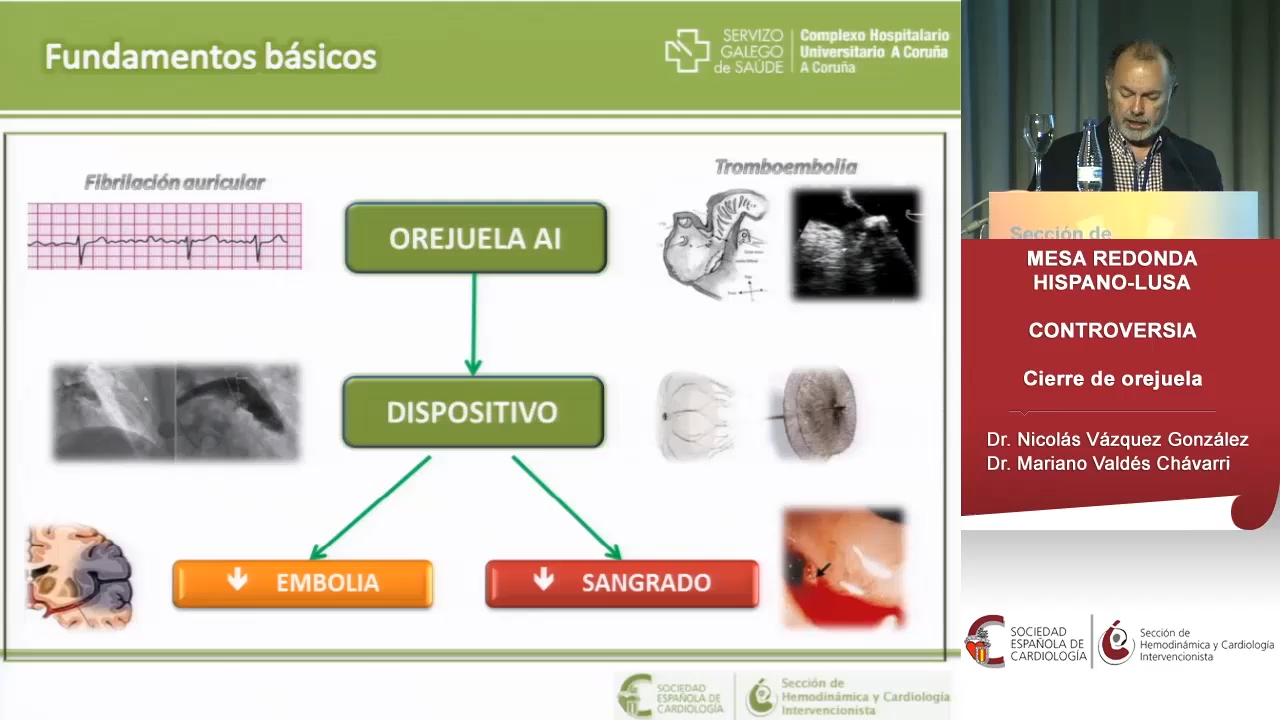 Fundamentos básicos
SERVIZO
GALEGO
de SAÚDE
Complexo Hospitalario
Universitario A Coruña
A Coruña
Fibrilación auricular
Tromboembolia
OREJUELA AI
DISPOSITIVO
EMBOLIA
SANGRADO
SOCIEDAD
ESPAÑOLA DE
CARDIOLOGÍA
Sección de
Hemodinámica y Cardiología
Intervencionista
Sección de
MESA REDONDA
HISPANO-LUSA
CONTROVERSIA
Cierre de orejuela
Dr. Nicolás Vázquez González
Dr. Mariano Valdés Chávarri
SOCIEDAD
ESPAÑOLA DE
CARDIOLOGÍA
Sección de
Hemodinámica y Cardiología
Intervencionista